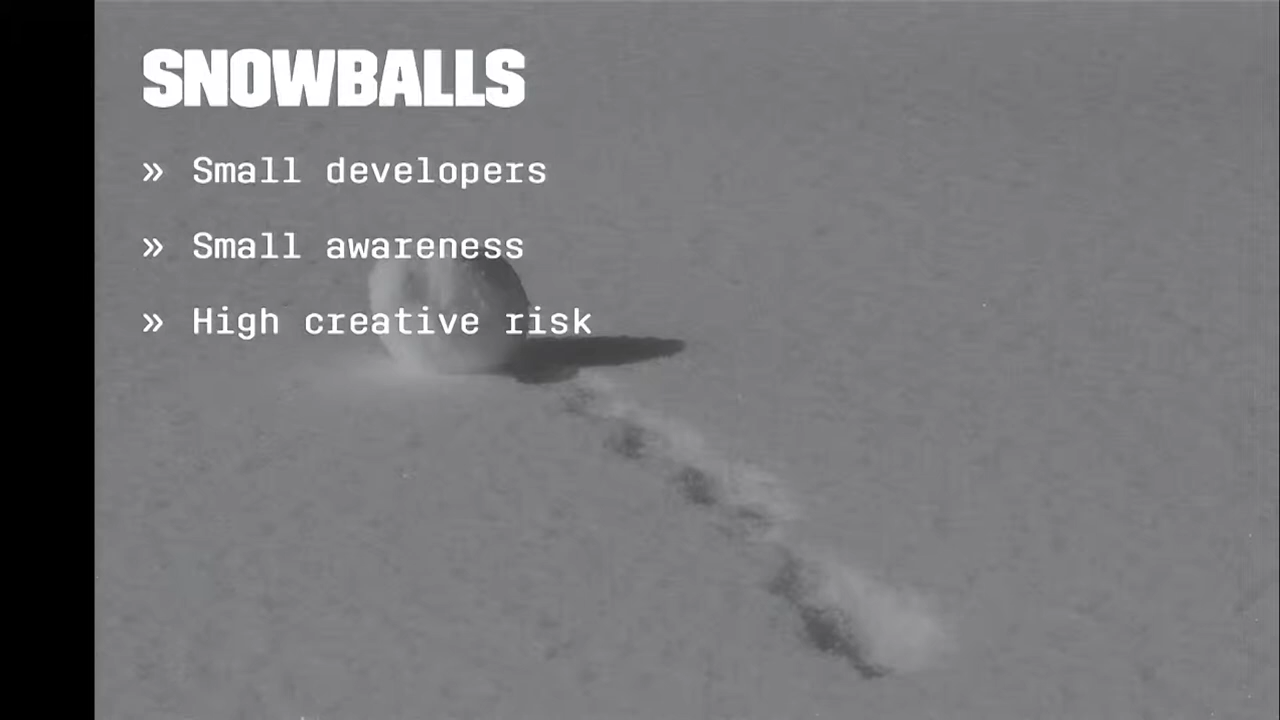 SNOWBALLS
» Small developers
» Small awareness
» High creative risk